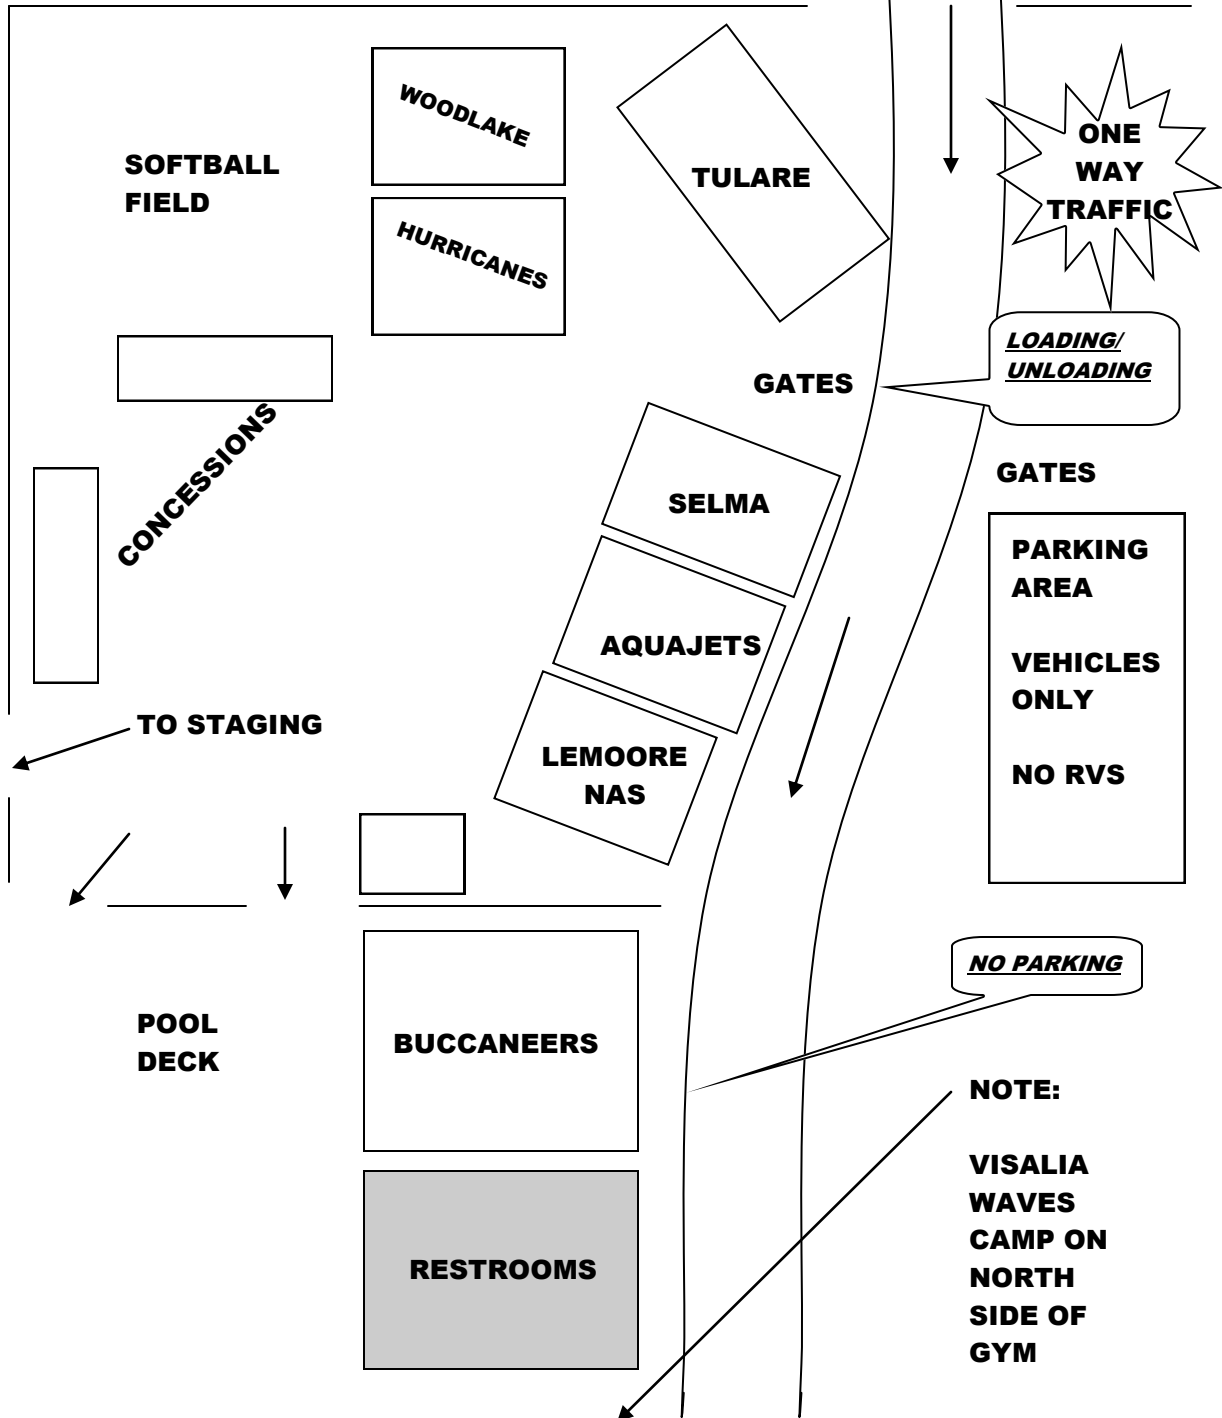 WOODLAKE
SOFTBALL
FIELD
HURRICANES
TULARE
ONE
WAY
TRAFFIC
LOADING/
UNLOADING
GATES
CONCESSIONS
SELMA
GATES
PARKING
AREA
VEHICLES
ONLY
NO RVS
AQUAJETS
TO STAGING
LEMOORE
NAS
NO PARKING
POOL
DECK
BUCCANEERS
NOTE:
VISALIA
WAVES
CAMP ON
NORTH
SIDE OF
GYM
RESTROOMS